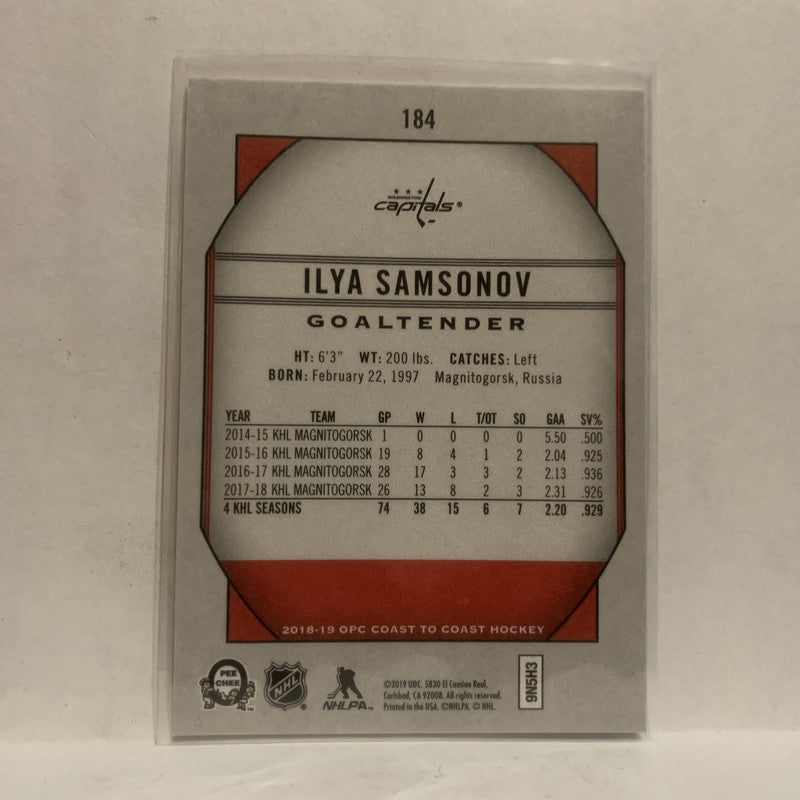 184
WASHINGTON
capitals®
ILYA SAMSONOV
GOALTENDER
HT: 6'3" WT: 200 lbs. CATCHES: Left
BORN: February 22, 1997 Magnitogorsk, Russia
YEAR TEAM GP W L T/OT SO GAA SV%
2014-15 KHL MAGNITOGORSK 1 0 0 0 0 5.50 .500
2015-16 KHL MAGNITOGORSK 19 8 4 1 2 2.04 .925
2016-17 KHL MAGNITOGORSK 28 17 3 3 2 2.13 .936
2017-18 KHL MAGNITOGORSK 26 13 8 2 3 2.31 .926
4 KHL SEASONS 74 38 15 6 7 2.20 .929
2018-19 OPC COAST TO COAST HOCKEY
PEE
CHEE
NHL
NHLPA
©2019 UDC. 5830 El Camino Real,
Carlsbad, CA 92008. All rights reserved.
Printed in the USA. ©NHLPA. © NHL.
9N5H3